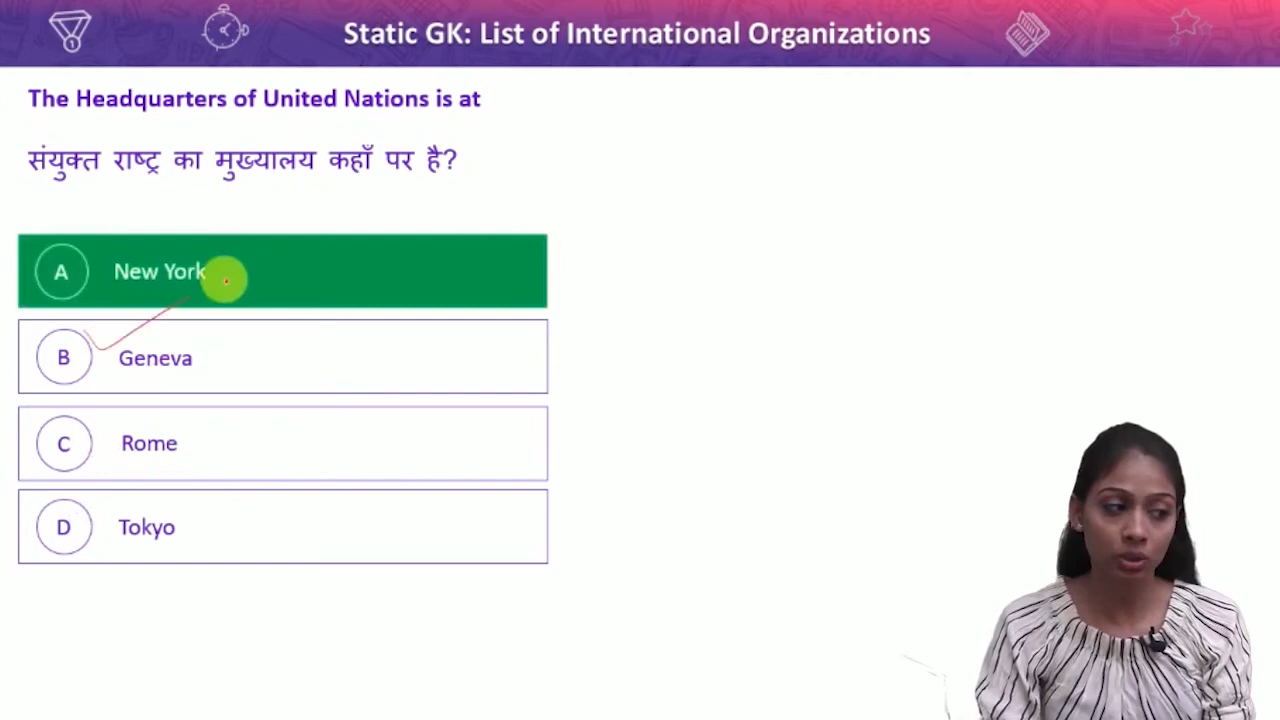 Static GK: List of International Organizations
The Headquarters of United Nations is at
संयुक्त राष्ट्र का मुख्यालय कहाँ पर है?
A New York
B Geneva
C Rome
D Tokyo